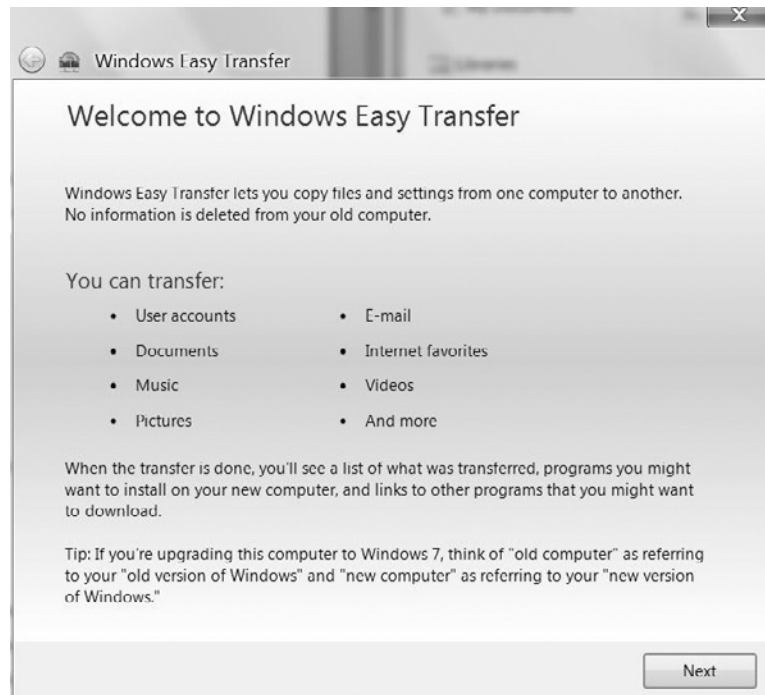 Windows Easy Transfer
Welcome to Windows Easy Transfer
Windows Easy Transfer lets you copy files and settings from one computer to another.
No information is deleted from your old computer.
You can transfer:
• User accounts
• E-mail
• Documents
• Internet favorites
• Music
• Videos
• Pictures
• And more
When the transfer is done, you'll see a list of what was transferred, programs you might
want to install on your new computer, and links to other programs that you might want
to download.
Tip: If you're upgrading this computer to Windows 7, think of "old computer" as referring
to your "old version of Windows" and "new computer" as referring to your "new version
of Windows."
Next